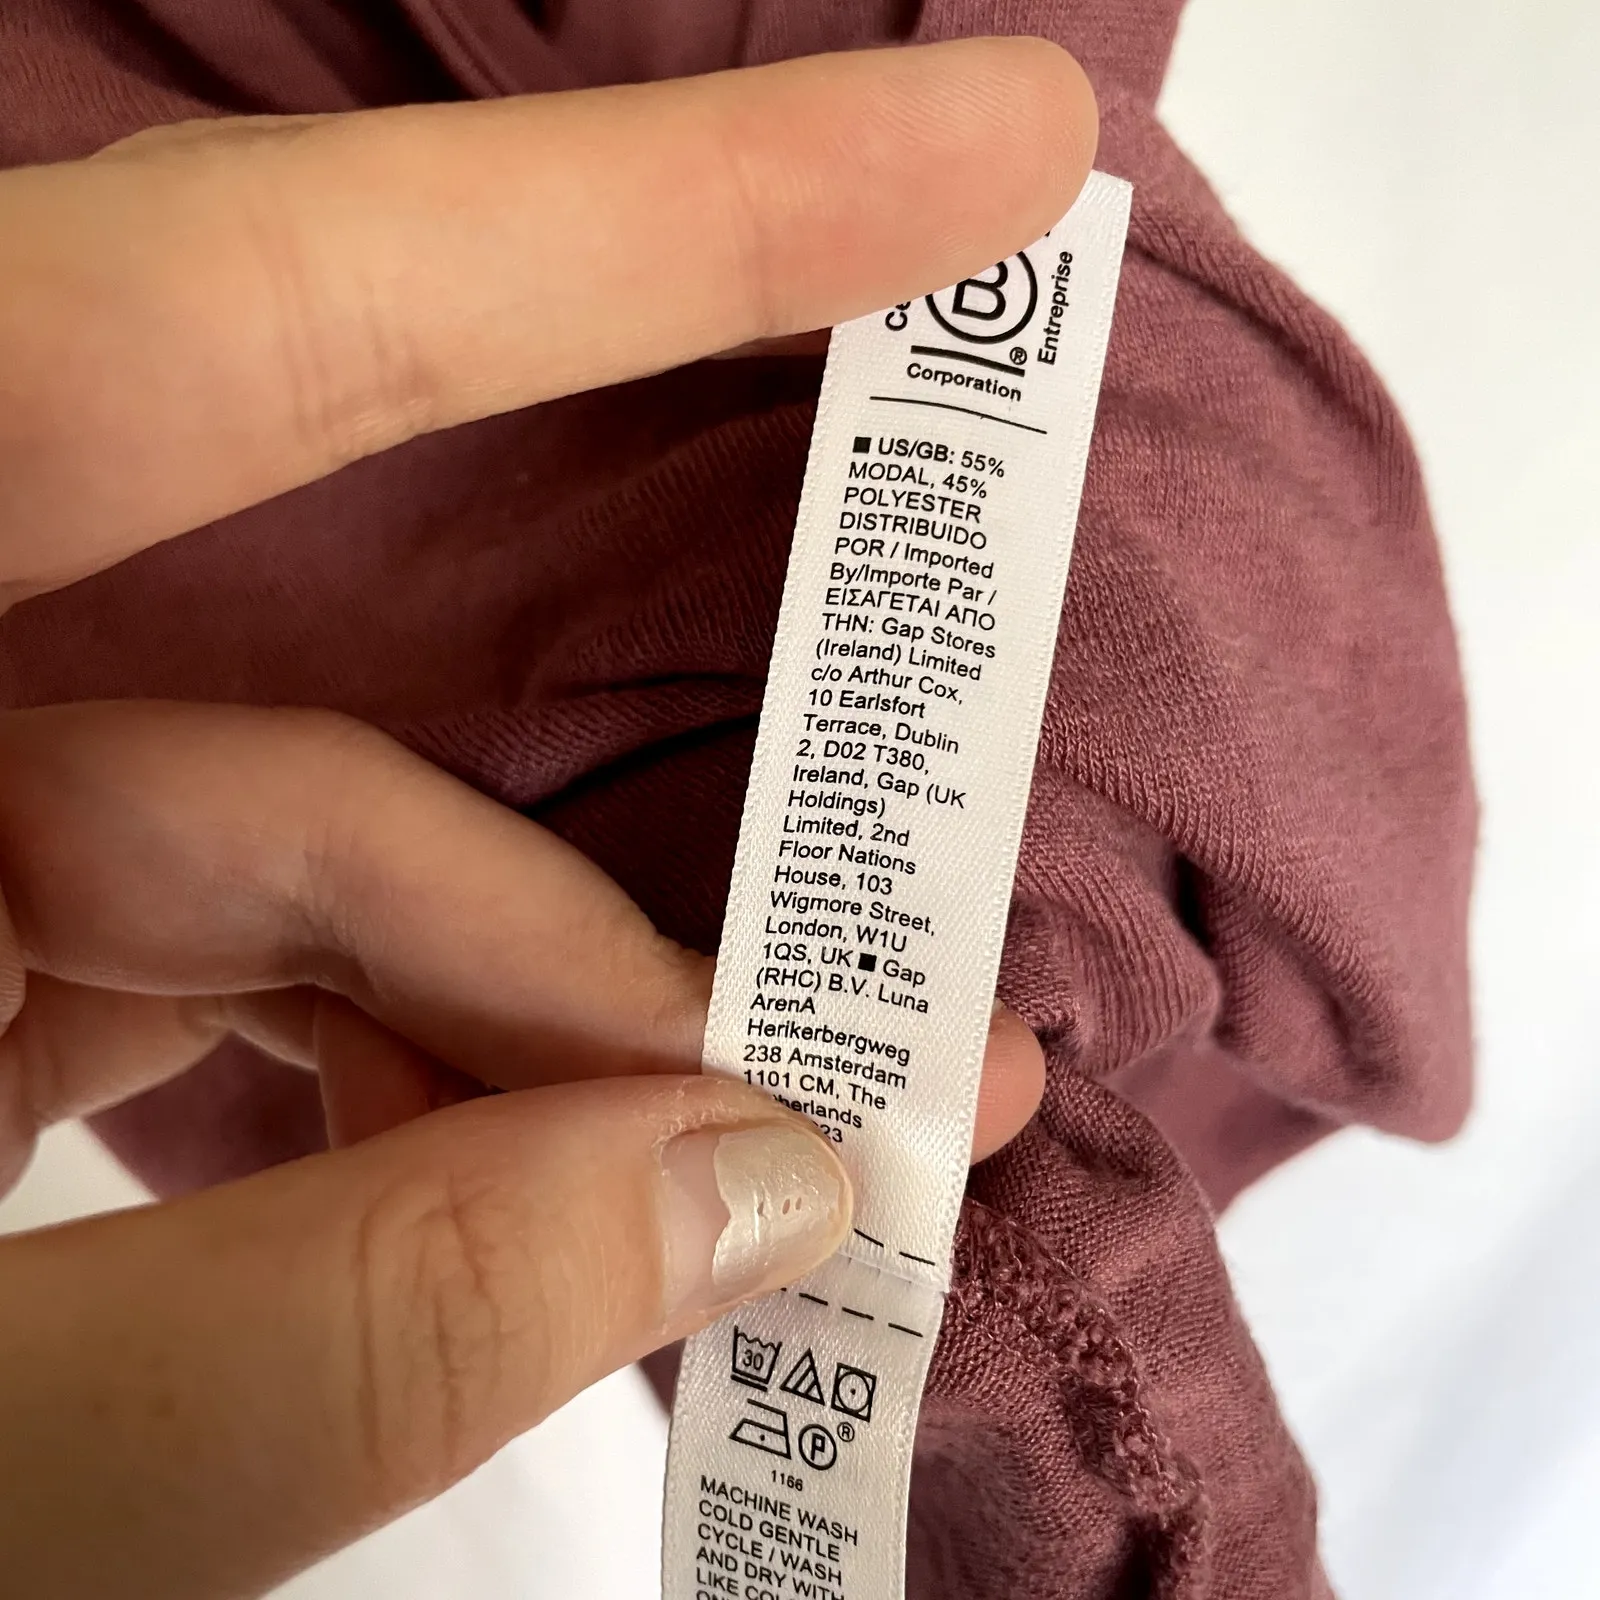 B
®
Corporation
Entreprise
■ US/GB: 55%
MODAL, 45%
POLYESTER
DISTRIBUIDO
POR / Imported
By/Importe Par /
ΕΙΣΑΓΕΤΑΙ ΑΠΟ
THN: Gap Stores
(Ireland) Limited
c/o Arthur Cox,
10 Earlsfort
Terrace, Dublin
2, D02 T380,
Ireland, Gap (UK
Holdings)
Limited, 2nd
Floor Nations
House, 103
Wigmore Street,
London, W1U
1QS, UK ■ Gap
(RHC) B.V. Luna
ArenA
Herikerbergweg
238 Amsterdam
1101 CM, The
30
P ®
1166
MACHINE WASH
COLD GENTLE
CYCLE / WASH
AND DRY WITH
LIKE